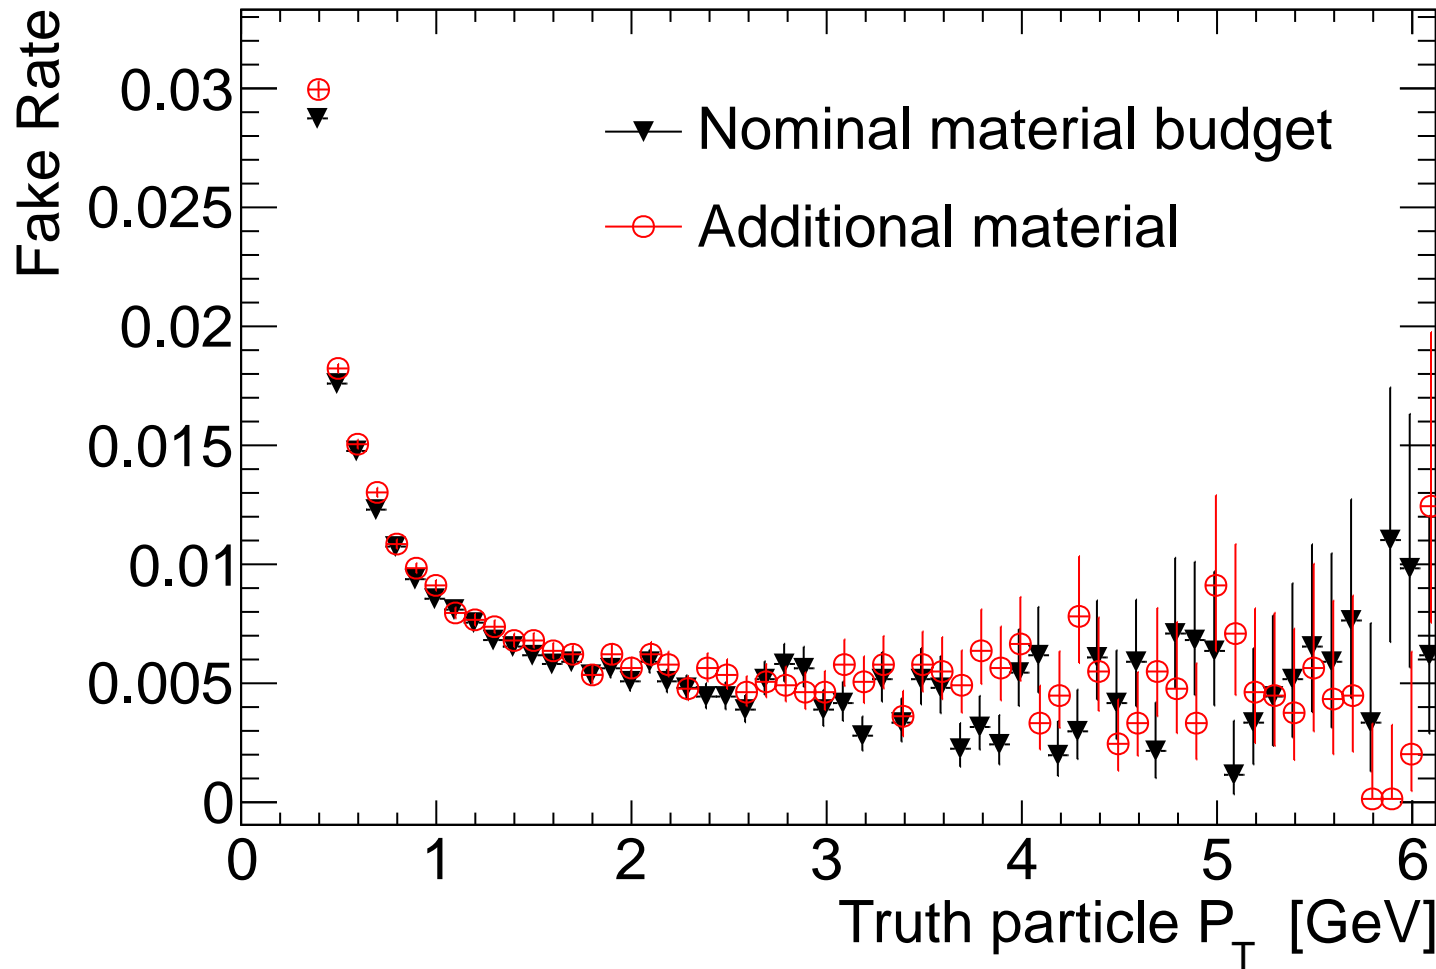 Fake Rate
0.03
0.025
0.02
0.015
0.01
0.005
0
Nominal material budget
Additional material
0 1 2 3 4 5 6
Truth particle P_T [GeV]